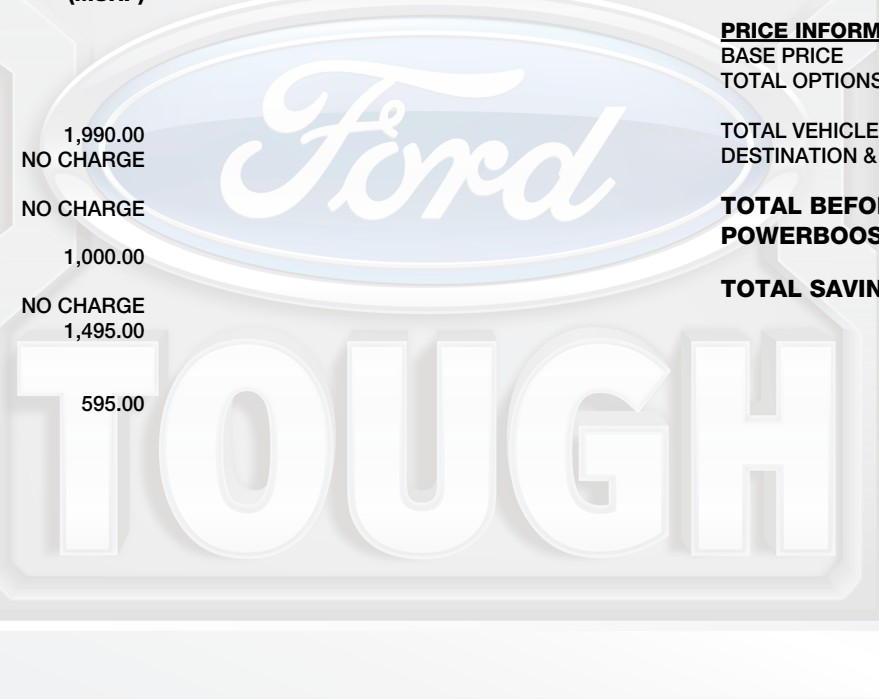 1,990.00
NO CHARGE
NO CHARGE
1,000.00
NO CHARGE
1,495.00
595.00
PRICE INFORM
BASE PRICE
TOTAL OPTIONS
TOTAL VEHICLE
DESTINATION &
TOTAL BEFO
POWERBOOS
TOTAL SAVIN
Ford
TOUGH